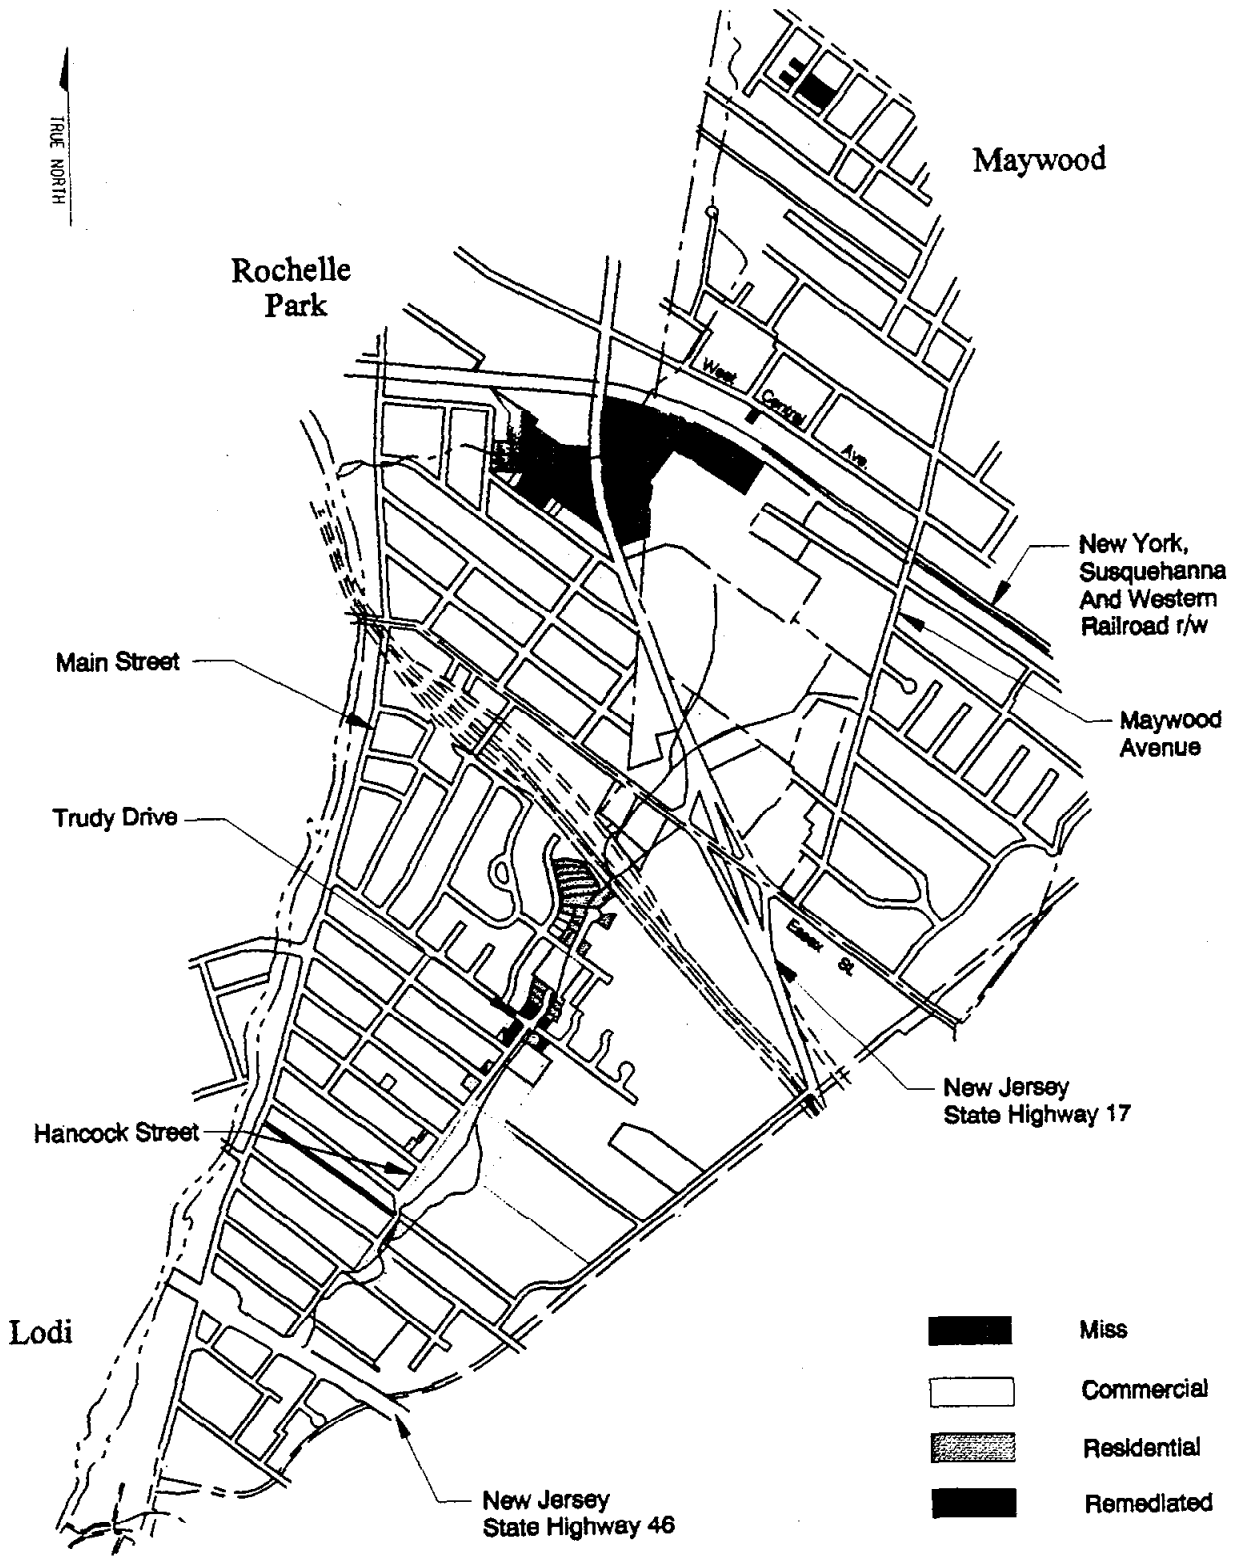 Maywood
TRUE NORTH
Rochelle
Park
West
Central
Ave.
New York,
Susquehanna
And Western
Railroad r/w
Main Street
Maywood
Avenue
Trudy Drive
Essex St.
New Jersey
State Highway 17
Hancock Street
Lodi
Miss
Commercial
Residential
Remediated
New Jersey
State Highway 46